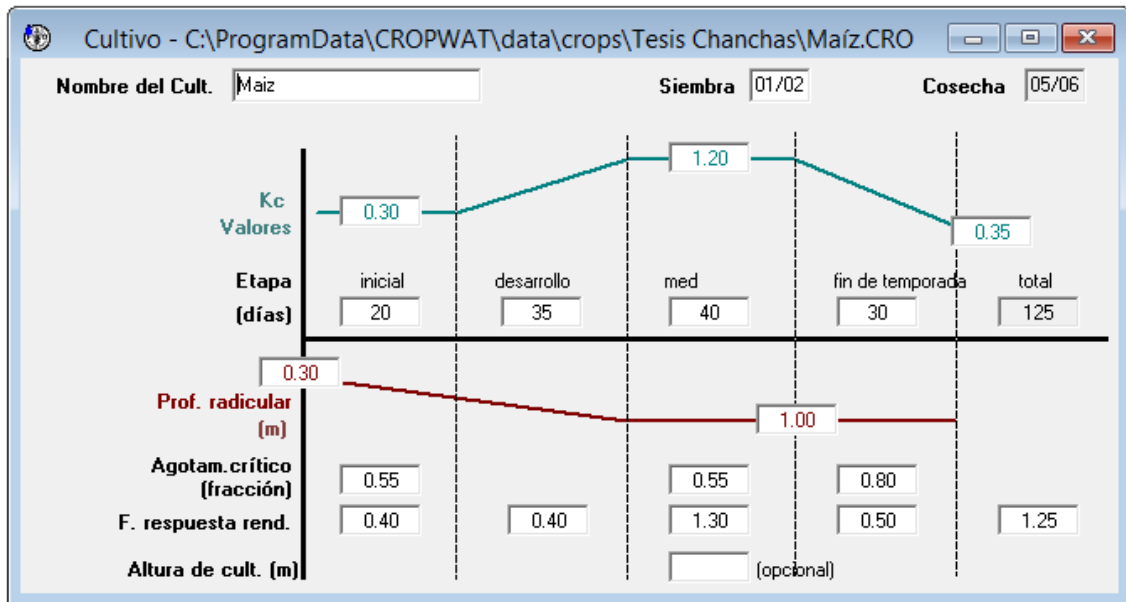 Cultivo - C:\ProgramData\CROPWAT\data\crops\Tesis Chanchas\Maíz.CRO
Nombre del Cult. Maiz Siembra 01/02 Cosecha 05/06
1.20
Kc 0.30
Valores 0.35
Etapa inicial desarrollo med fin de temporada total
(días) 20 35 40 30 125
0.30
Prof. radicular
(m) 1.00
Agotam.crítico
(fracción) 0.55 0.55 0.80
F. respuesta rend. 0.40 0.40 1.30 0.50 1.25
Altura de cult. (m) (opcional)